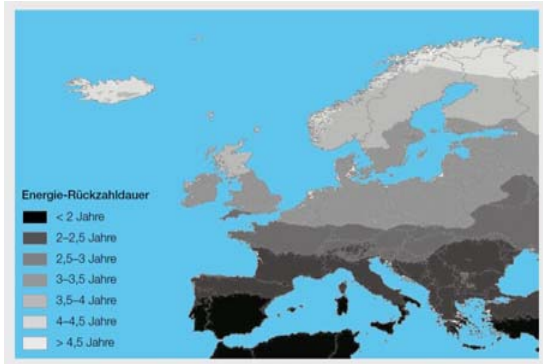 Energie-Rückzahldauer
< 2 Jahre
2–2,5 Jahre
2,5–3 Jahre
3–3,5 Jahre
3,5–4 Jahre
4–4,5 Jahre
> 4,5 Jahre